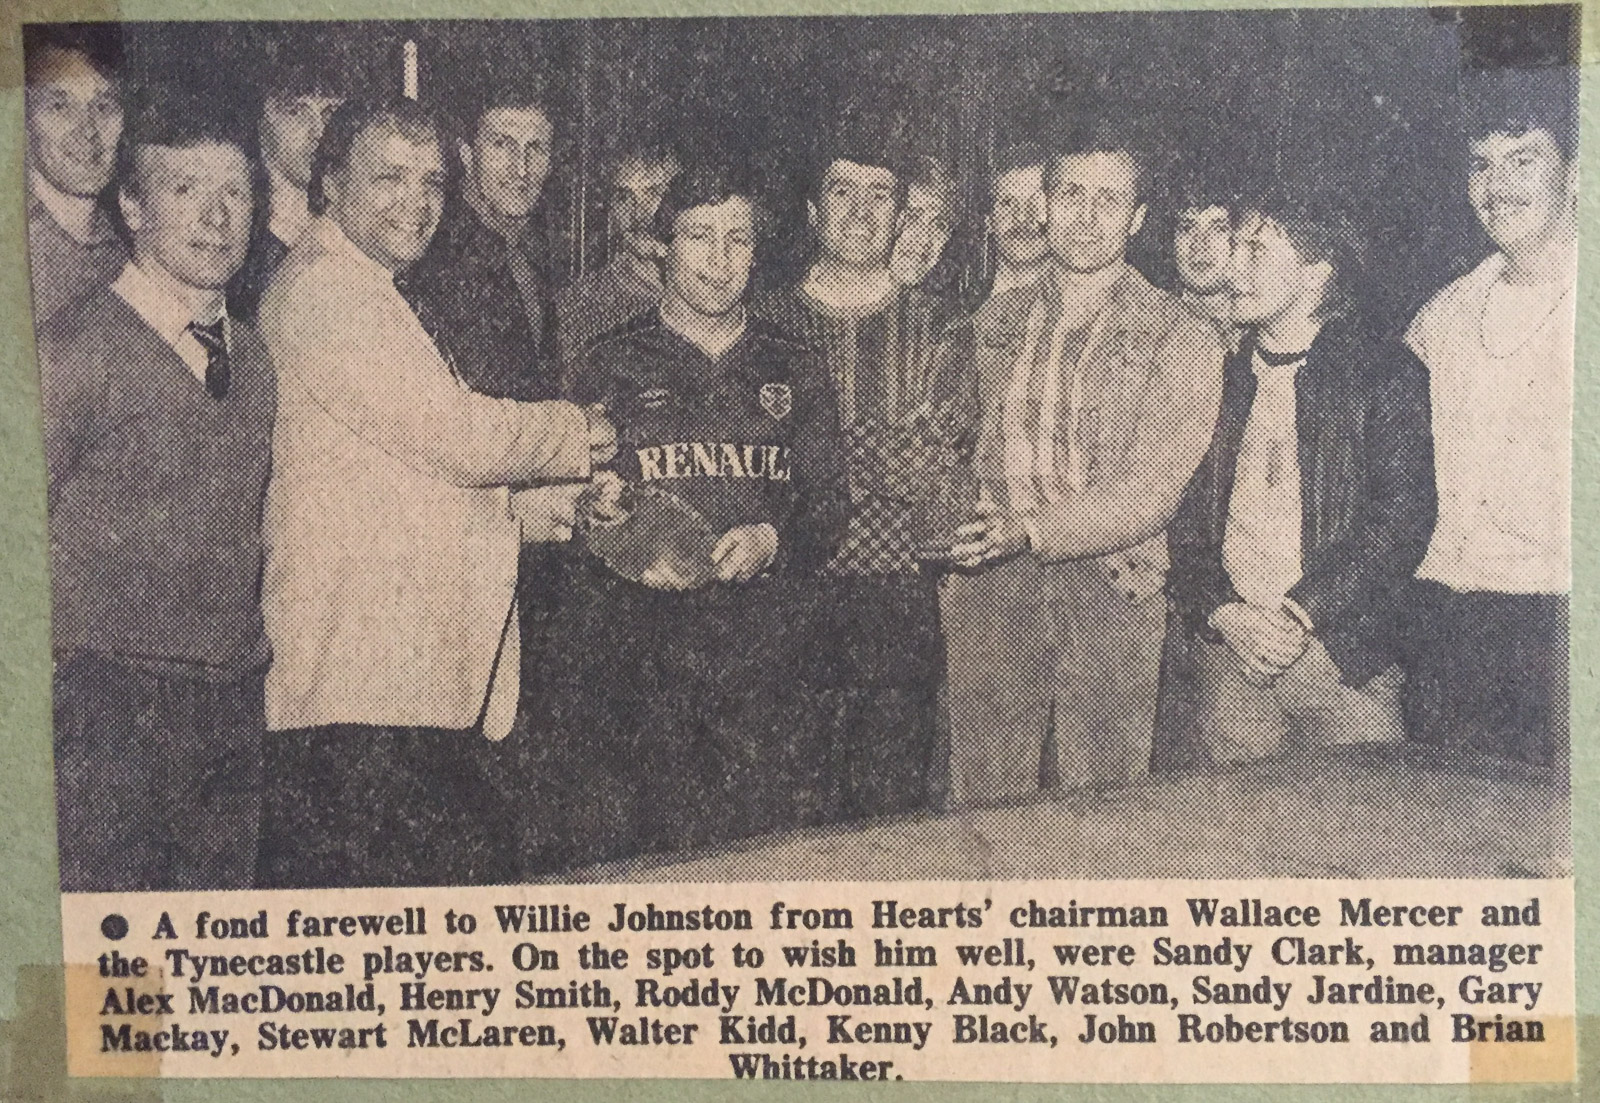 RENAUL
● A fond farewell to Willie Johnston from Hearts' chairman Wallace Mercer and
the Tynecastle players. On the spot to wish him well, were Sandy Clark, manager
Alex MacDonald, Henry Smith, Roddy McDonald, Andy Watson, Sandy Jardine, Gary
Mackay, Stewart McLaren, Walter Kidd, Kenny Black, John Robertson and Brian
Whittaker.